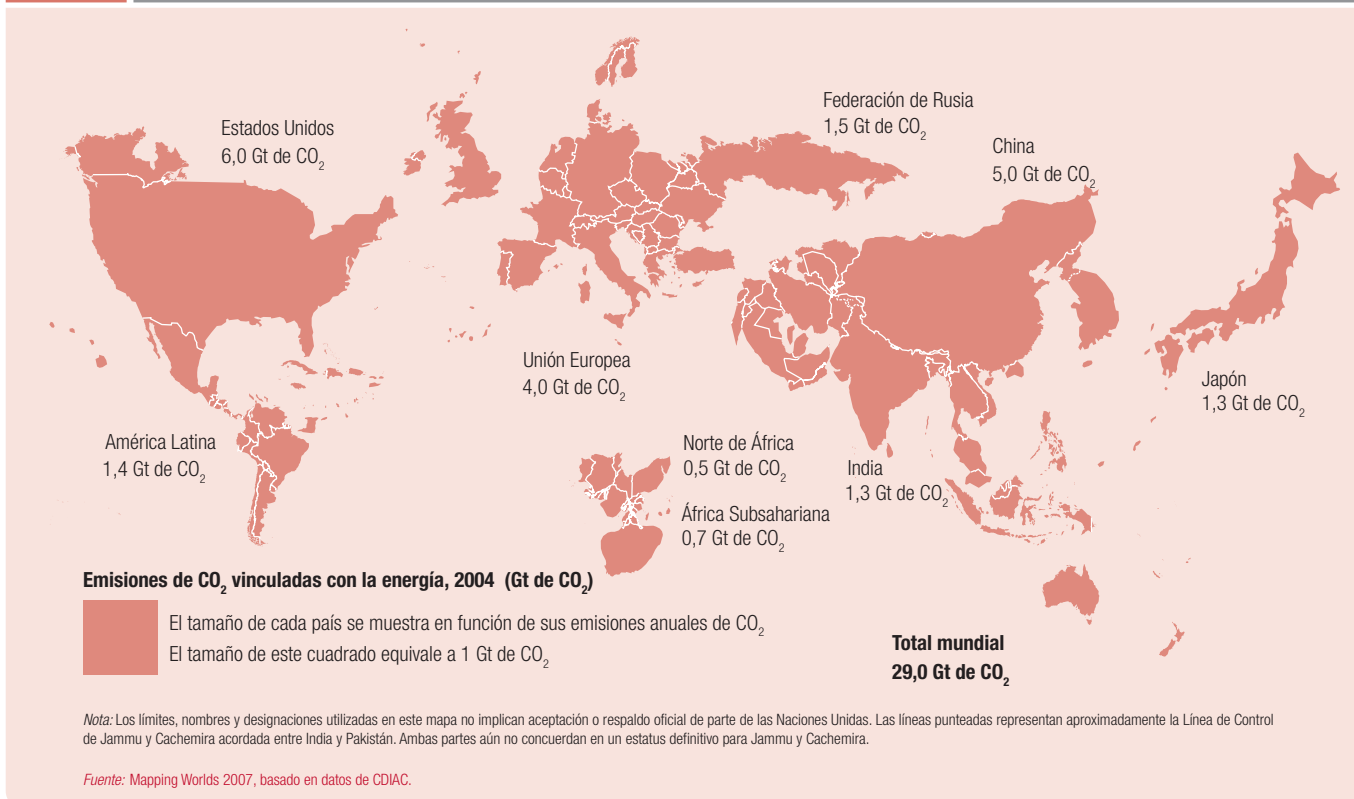 Estados Unidos
6,0 Gt de CO₂
Federación de Rusia
1,5 Gt de CO₂
China
5,0 Gt de CO₂
Unión Europea
4,0 Gt de CO₂
Japón
1,3 Gt de CO₂
América Latina
1,4 Gt de CO₂
Norte de África
0,5 Gt de CO₂
India
1,3 Gt de CO₂
África Subsahariana
0,7 Gt de CO₂
Emisiones de CO₂ vinculadas con la energía, 2004 (Gt de CO₂)
El tamaño de cada país se muestra en función de sus emisiones anuales de CO₂
El tamaño de este cuadrado equivale a 1 Gt de CO₂
Total mundial
29,0 Gt de CO₂
Nota: Los límites, nombres y designaciones utilizadas en este mapa no implican aceptación o respaldo oficial de parte de las Naciones Unidas. Las líneas punteadas representan aproximadamente la Línea de Control
de Jammu y Cachemira acordada entre India y Pakistán. Ambas partes aún no concuerdan en un estatus definitivo para Jammu y Cachemira.
Fuente: Mapping Worlds 2007, basado en datos de CDIAC.